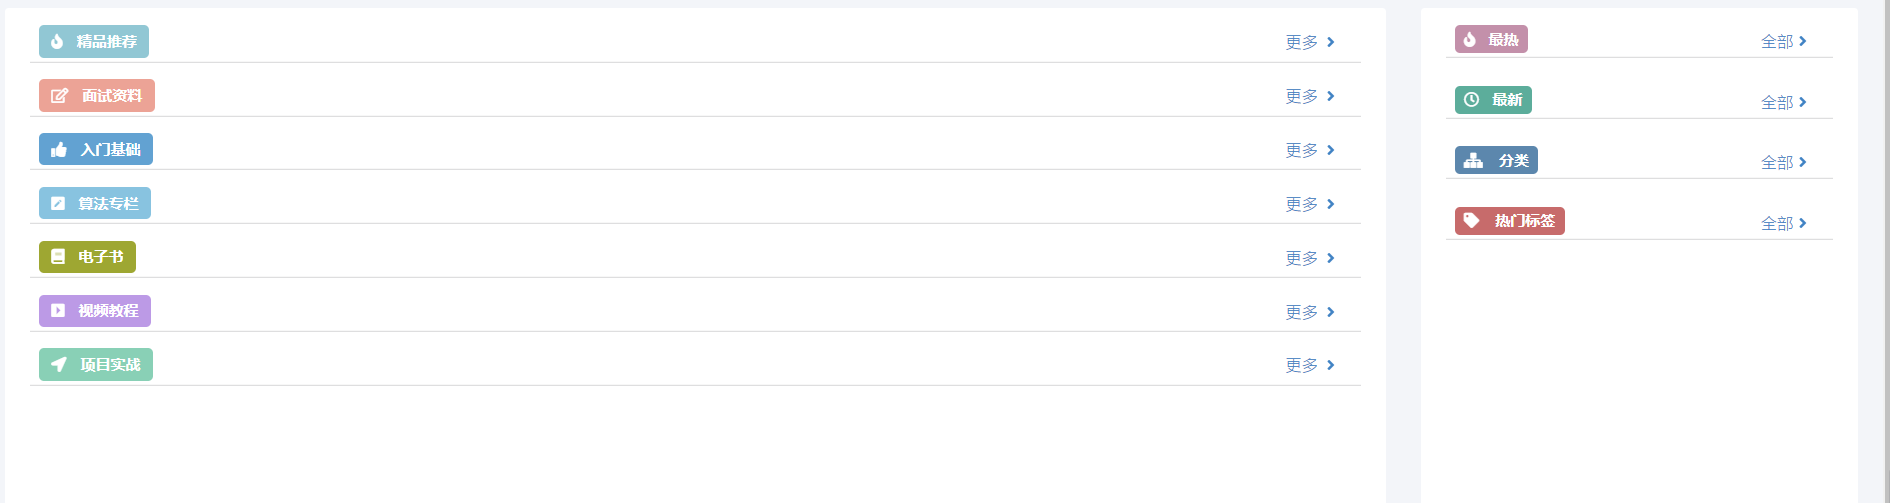 精品推荐 更多
面试资料 更多
入门基础 更多
算法专栏 更多
电子书 更多
视频教程 更多
项目实战 更多
最热 全部
最新 全部
分类 全部
热门标签 全部